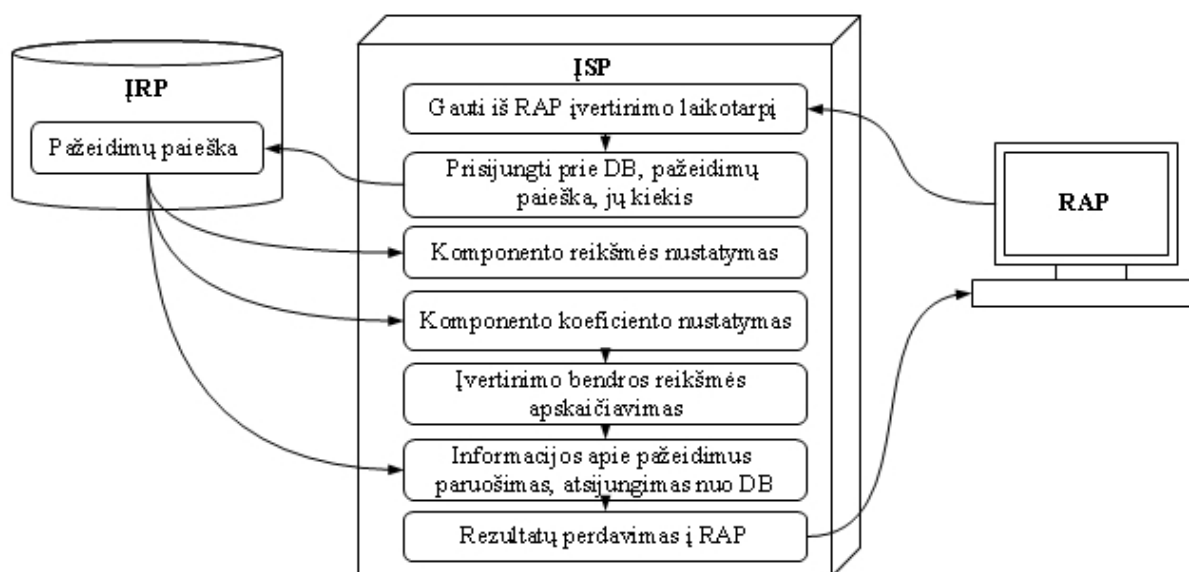 ĮRP
Pažeidimų paieška
ĮSP
Gauti iš RAP įvertinimo laikotarpį
Prisijungti prie DB, pažeidimų
paieška, jų kiekis
Komponento reikšmės nustatymas
Komponento koeficiento nustatymas
Įvertinimo bendros reikšmės
apskaičiavimas
Informacijos apie pažeidimus
paruošimas, atsijungimas nuo DB
Rezultatų perdavimas į RAP
RAP